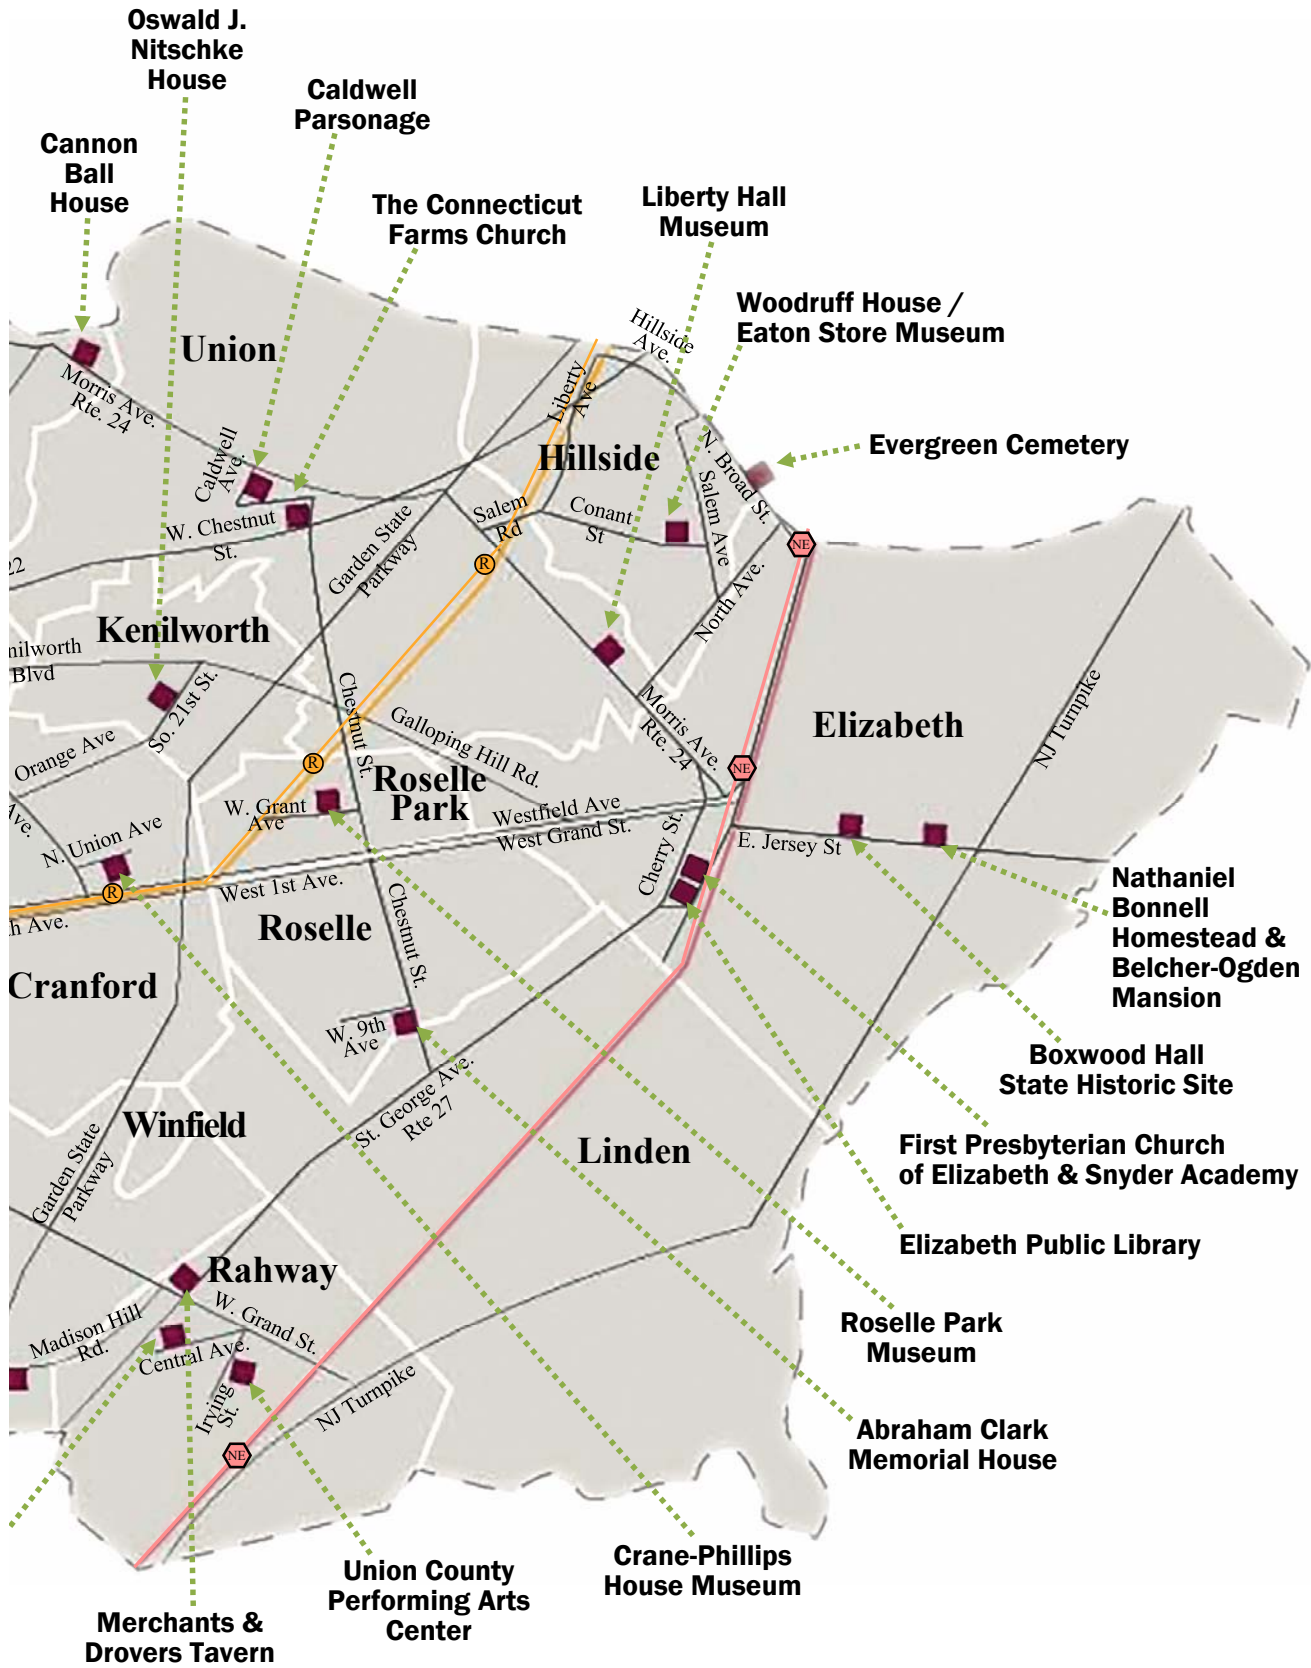 Oswald J.
Nitschke
House
Caldwell
Parsonage
Cannon
Ball
House
The Connecticut
Farms Church
Liberty Hall
Museum
Woodruff House /
Eaton Store Museum
Hillside
Ave.
Union
Liberty
Ave
Morris Ave.
Rte. 24
Evergreen Cemetery
Hillside
N. Broad St.
Caldwell
Ave.
Salem
Rd
Conant
St
Salem Ave
W. Chestnut
St.
Garden State
Parkway
NE
22
R
North Ave.
Kenilworth
nilworth
Blvd
So. 21st St.
Chestnut St.
Galloping Hill Rd.
Morris Ave.
Rte. 24
Elizabeth
NJ Turnpike
Orange Ave
R
NE
Roselle
Park
W. Grant
Ave
Westfield Ave
West Grand St.
Ave.
N. Union Ave
Cherry St.
E. Jersey St
R
West 1st Ave.
Chestnut St.
Nathaniel
Bonnell
Homestead &
Belcher-Ogden
Mansion
th Ave.
Roselle
Cranford
W. 9th
Ave
Boxwood Hall
State Historic Site
St. George Ave.
Rte 27
Winfield
Linden
First Presbyterian Church
of Elizabeth & Snyder Academy
Garden State
Parkway
Elizabeth Public Library
Rahway
W. Grand St.
Madison Hill
Rd.
Central Ave.
Roselle Park
Museum
Irving
St.
NJ Turnpike
Abraham Clark
Memorial House
NE
Crane-Phillips
House Museum
Union County
Performing Arts
Center
Merchants &
Drovers Tavern